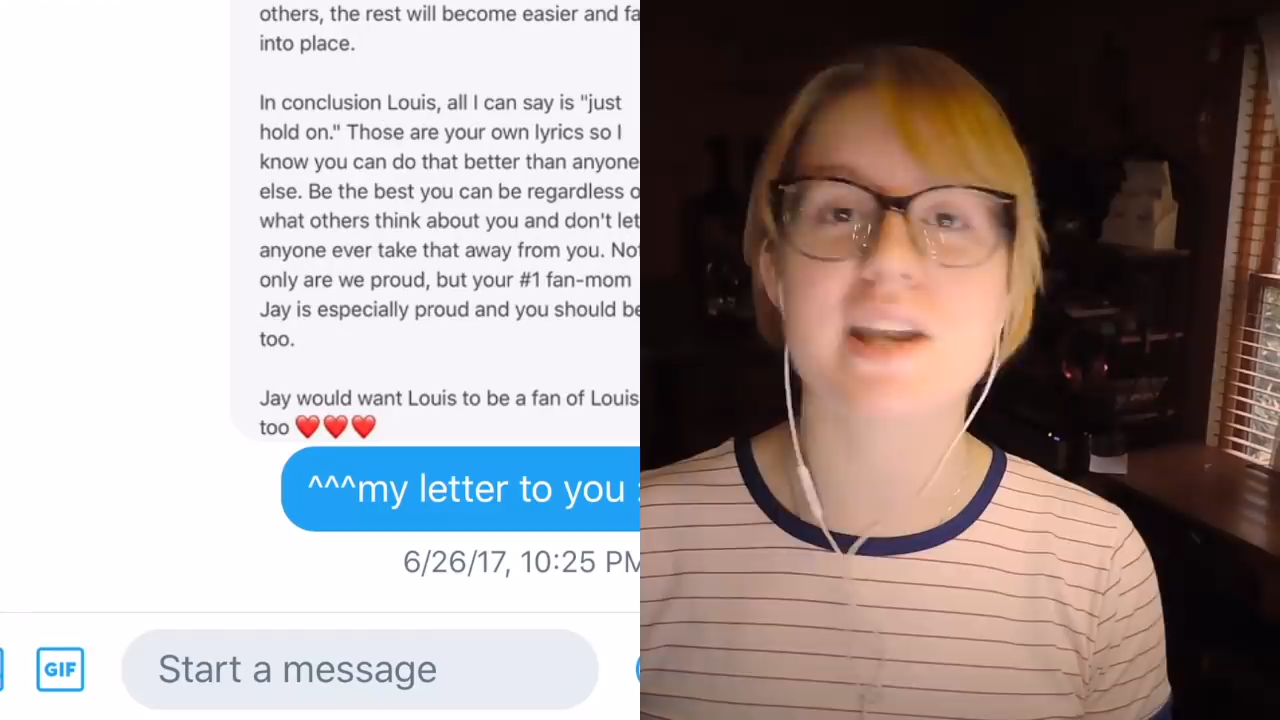 others, the rest will become easier and fa
into place.
In conclusion Louis, all I can say is "just
hold on." Those are your own lyrics so I
know you can do that better than anyone
else. Be the best you can be regardless o
what others think about you and don't let
anyone ever take that away from you. No
only are we proud, but your #1 fan-mom
Jay is especially proud and you should be
too.
Jay would want Louis to be a fan of Louis
too ❤️❤️❤️
^^^my letter to you :
6/26/17, 10:25 PM
GIF
Start a message